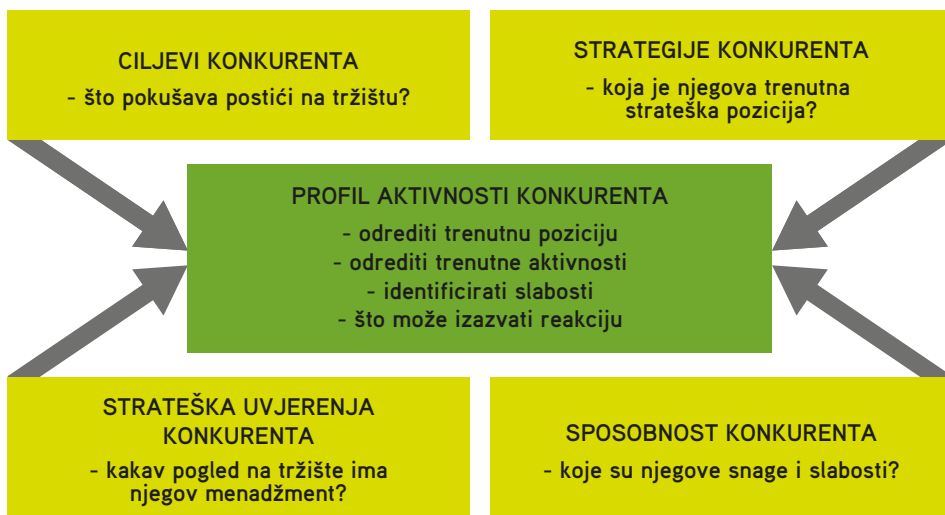 CILJEVI KONKURENTA
- što pokušava postići na tržištu?
STRATEGIJE KONKURENTA
- koja je njegova trenutna
strateška pozicija?
PROFIL AKTIVNOSTI KONKURENTA
- odrediti trenutnu poziciju
- odrediti trenutne aktivnosti
- identificirati slabosti
- što može izazvati reakciju
STRATEŠKA UVJERENJA
KONKURENTA
- kakav pogled na tržište ima
njegov menadžment?
SPOSOBNOST KONKURENTA
- koje su njegove snage i slabosti?